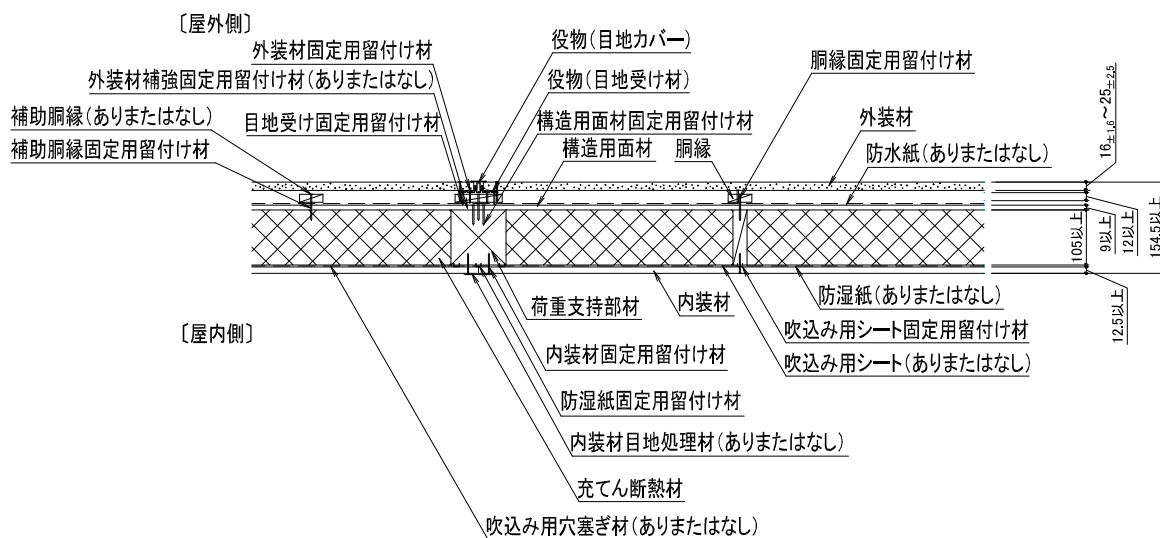 〔屋外側〕
外装材固定用留付け材
外装材補強固定用留付け材(ありまたはなし)
補助胴縁(ありまたはなし)
目地受け固定用留付け材
補助胴縁固定用留付け材
役物(目地カバー)
役物(目地受け材)
構造用面材固定用留付け材
構造用面材
胴縁
胴縁固定用留付け材
外装材
防水紙(ありまたはなし)
16±1.6~25±2.5
105以上
9以上
12以上
154.5以上
12.5以上
〔屋内側〕
荷重支持部材
内装材
防湿紙(ありまたはなし)
吹込み用シート固定用留付け材
内装材固定用留付け材
吹込み用シート(ありまたはなし)
防湿紙固定用留付け材
内装材目地処理材(ありまたはなし)
充てん断熱材
吹込み用穴塞ぎ材(ありまたはなし)